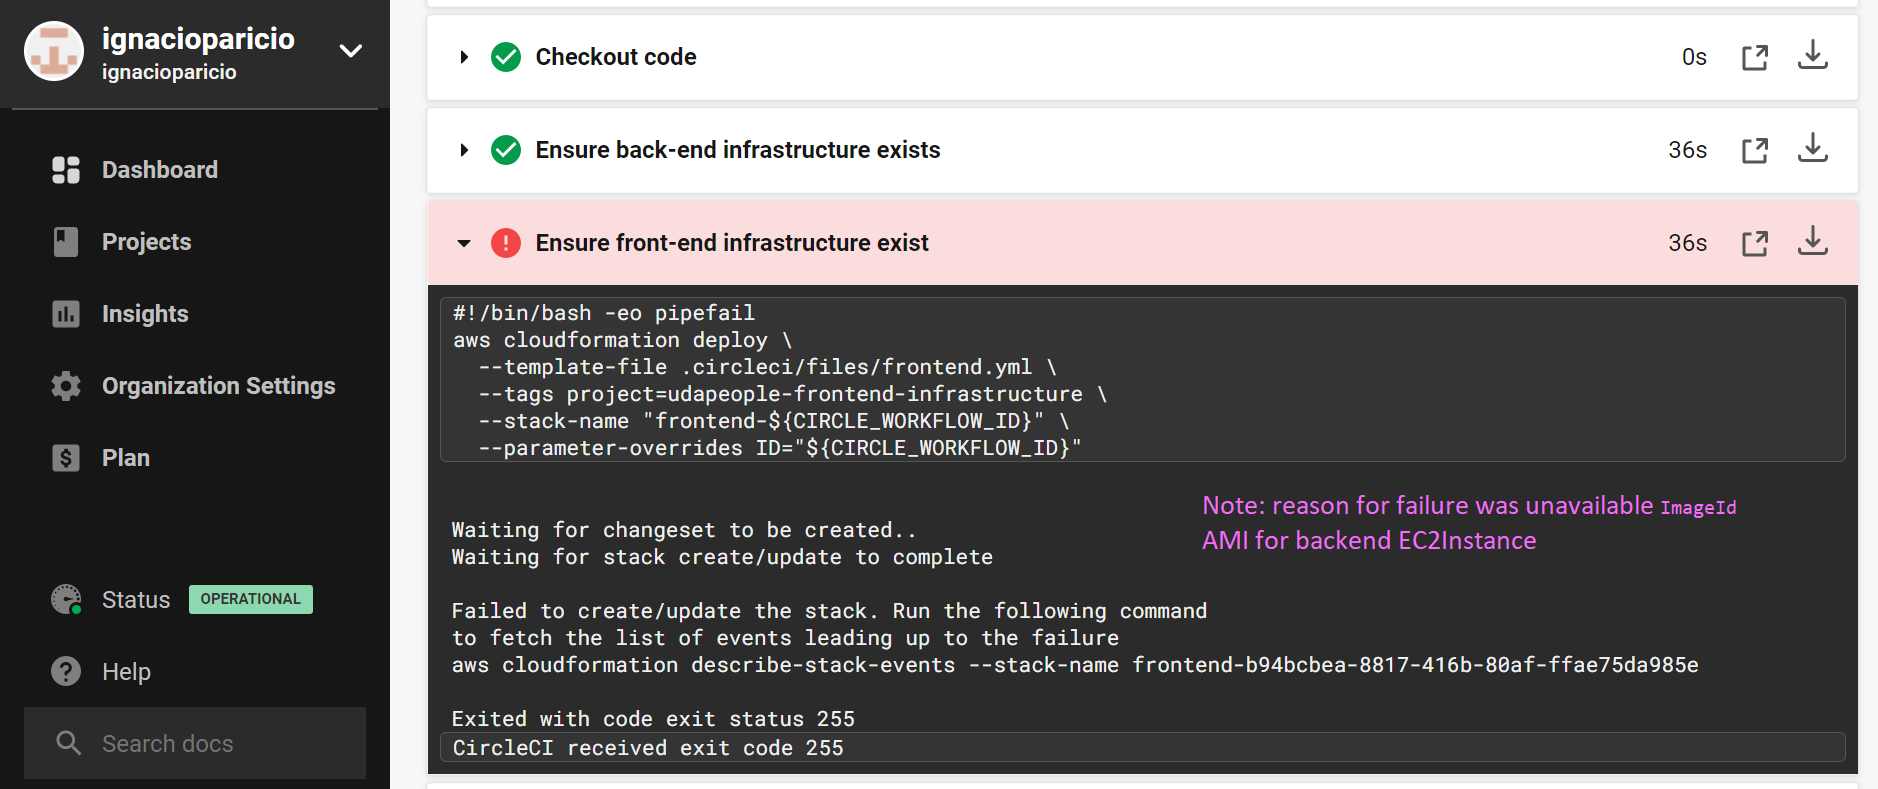 ignacioparicio
ignacioparicio
Dashboard
Projects
Insights
Organization Settings
Plan
Status OPERATIONAL
Help
Search docs
Checkout code 0s
Ensure back-end infrastructure exists 36s
Ensure front-end infrastructure exist 36s
#!/bin/bash -eo pipefail
aws cloudformation deploy \
--template-file .circleci/files/frontend.yml \
--tags project=udapeople-frontend-infrastructure \
--stack-name "frontend-${CIRCLE_WORKFLOW_ID}" \
--parameter-overrides ID="${CIRCLE_WORKFLOW_ID}"
Note: reason for failure was unavailable ImageId
AMI for backend EC2Instance
Waiting for changeset to be created..
Waiting for stack create/update to complete
Failed to create/update the stack. Run the following command
to fetch the list of events leading up to the failure
aws cloudformation describe-stack-events --stack-name frontend-b94bcbea-8817-416b-80af-ffae75da985e
Exited with code exit status 255
CircleCI received exit code 255